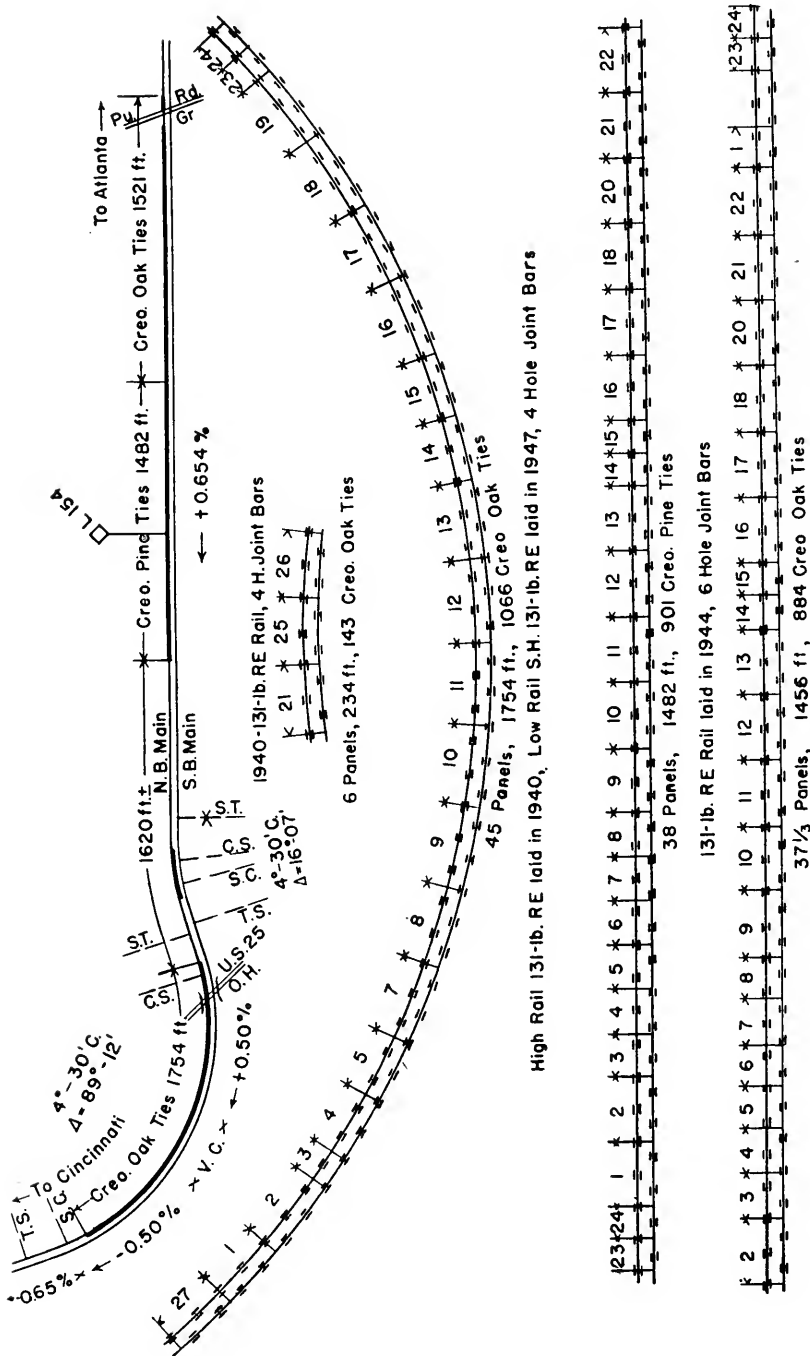 To Atlanta →
Pv. Rd.
Gr
Creo. Pine Ties 1482 ft. Creo. Oak Ties 1521 ft.
L 154
1620 ft.±
N.B. Main
S.B. Main
← + 0.654 %
S.T.
C.S.
S.C.
4°-30' C.
Δ=16°07'
T.S.
S.T.
C.S.
U.S. 25
O.H.
4°-30' C.
Δ=89°-12'
Creo. Oak Ties 1754 ft
To Cincinnati
T.S.
S.C.
-0.65% × ← -0.50% × V.C. × ← +0.50%
1940-131-lb. RE Rail, 4 H. Joint Bars
21 25 26
6 Panels, 234 ft., 143 Creo. Oak Ties
27 1 2 3 4 5 7 8 9 10 11 12 13 14 15 16 17 18 19 23 24
45 Panels, 1754 ft., 1066 Creo Oak Ties
High Rail 131-lb. RE laid in 1940, Low Rail S.H. 131-lb. RE laid in 1947, 4 Hole Joint Bars
23 24 1 2 3 4 5 6 7 8 9 10 11 12 13 14 15 16 17 18 20 21 22
38 Panels, 1482 ft., 901 Creo. Pine Ties
131-lb. RE Rail laid in 1944, 6 Hole Joint Bars
2 3 4 5 6 7 8 9 10 11 12 13 14 15 16 17 18 20 21 22 1 23 24
37 1/3 Panels, 1456 ft, 884 Creo Oak Ties